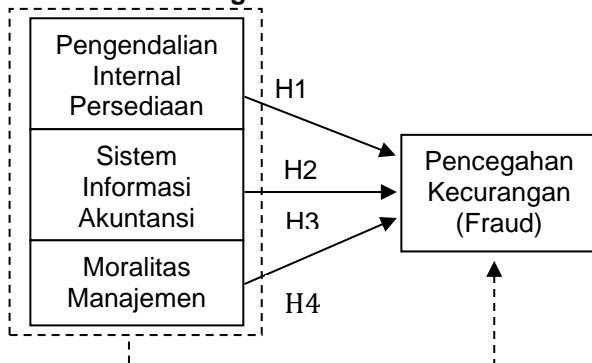 Pengendalian
Internal
Persediaan
H1
Sistem
Informasi
Akuntansi
H2
H3
Moralitas
Manajemen
H4
Pencegahan
Kecurangan
(Fraud)